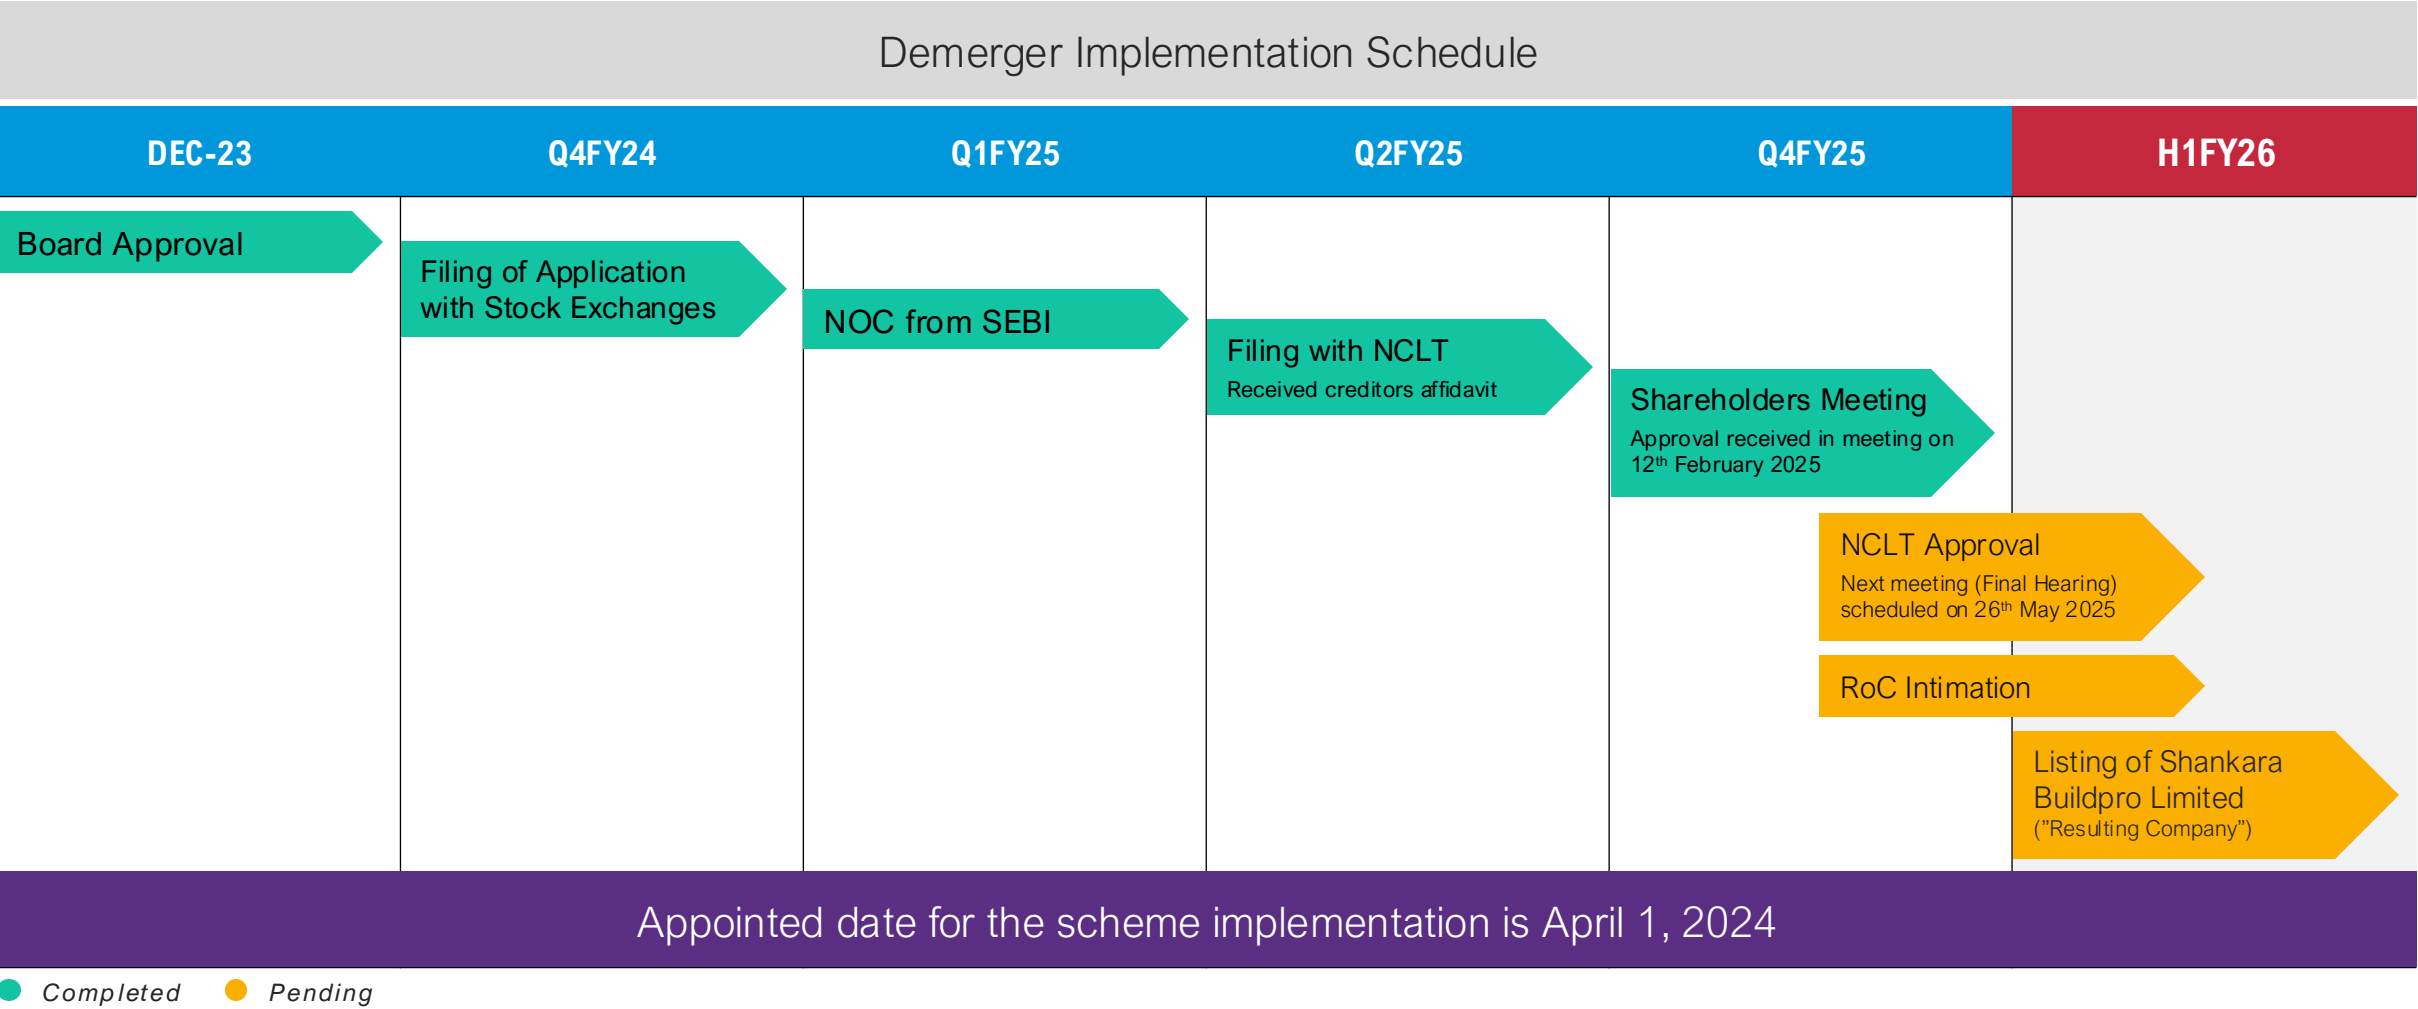 Demerger Implementation Schedule
DEC-23
Q4FY24
Q1FY25
Q2FY25
Q4FY25
H1FY26
Board Approval
Filing of Application
with Stock Exchanges
NOC from SEBI
Filing with NCLT
Received creditors affidavit
Shareholders Meeting
Approval received in meeting on
12th February 2025
NCLT Approval
Next meeting (Final Hearing)
scheduled on 26th May 2025
RoC Intimation
Listing of Shankara
Buildpro Limited
(”Resulting Company”)
Appointed date for the scheme implementation is April 1, 2024
Completed
Pending